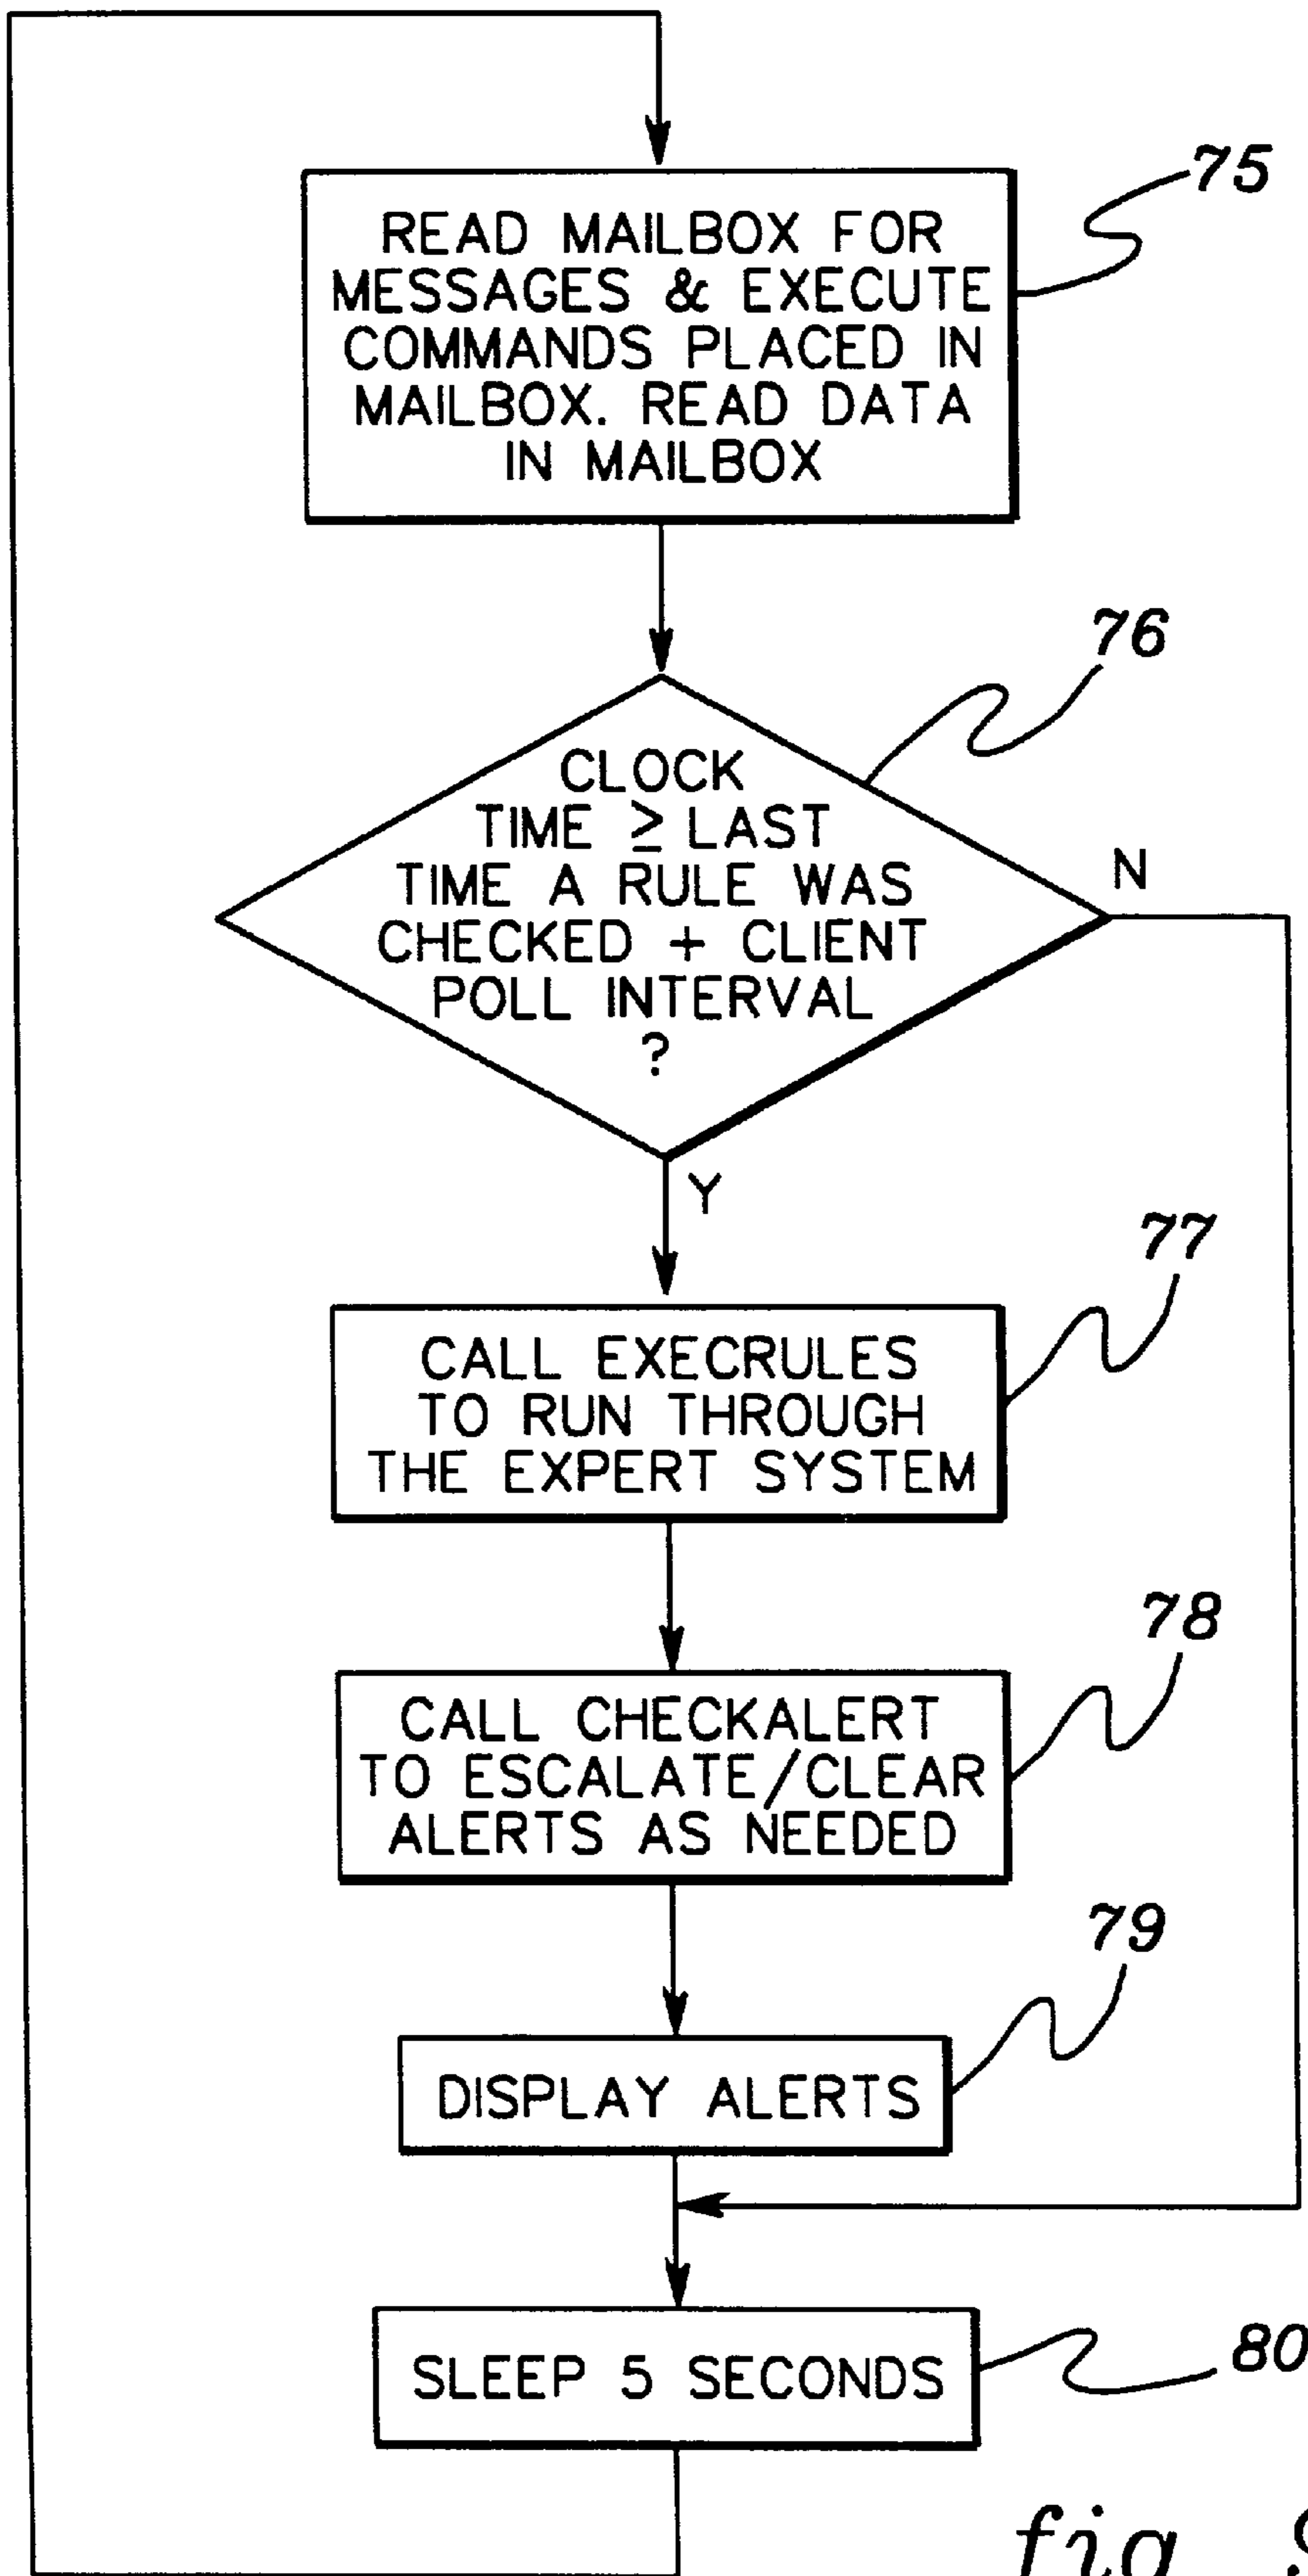 75
READ MAILBOX FOR
MESSAGES & EXECUTE
COMMANDS PLACED IN
MAILBOX. READ DATA
IN MAILBOX
76
CLOCK
TIME ≥ LAST
TIME A RULE WAS
CHECKED + CLIENT
POLL INTERVAL
?
N
Y
77
CALL EXECRULES
TO RUN THROUGH
THE EXPERT SYSTEM
78
CALL CHECKALERT
TO ESCALATE/CLEAR
ALERTS AS NEEDED
79
DISPLAY ALERTS
80
SLEEP 5 SECONDS
fig